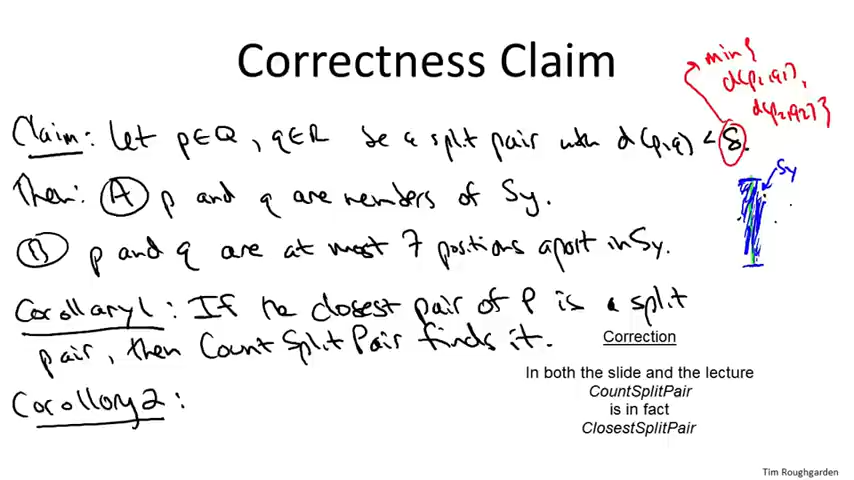 Correctness Claim
min{
d(p1,q1),
d(p2,q2)}
Claim: Let p∈Q, q∈R be a split pair with d(p,q) < δ.
Then: (A) p and q are members of Sy.
Sy
(B) p and q are at most 7 positions apart in Sy.
Corollary1: If the closest pair of P is a split
pair, then CountSplitPair finds it.
Correction
In both the slide and the lecture
CountSplitPair
is in fact
ClosestSplitPair
Corollory2:
Tim Roughgarden